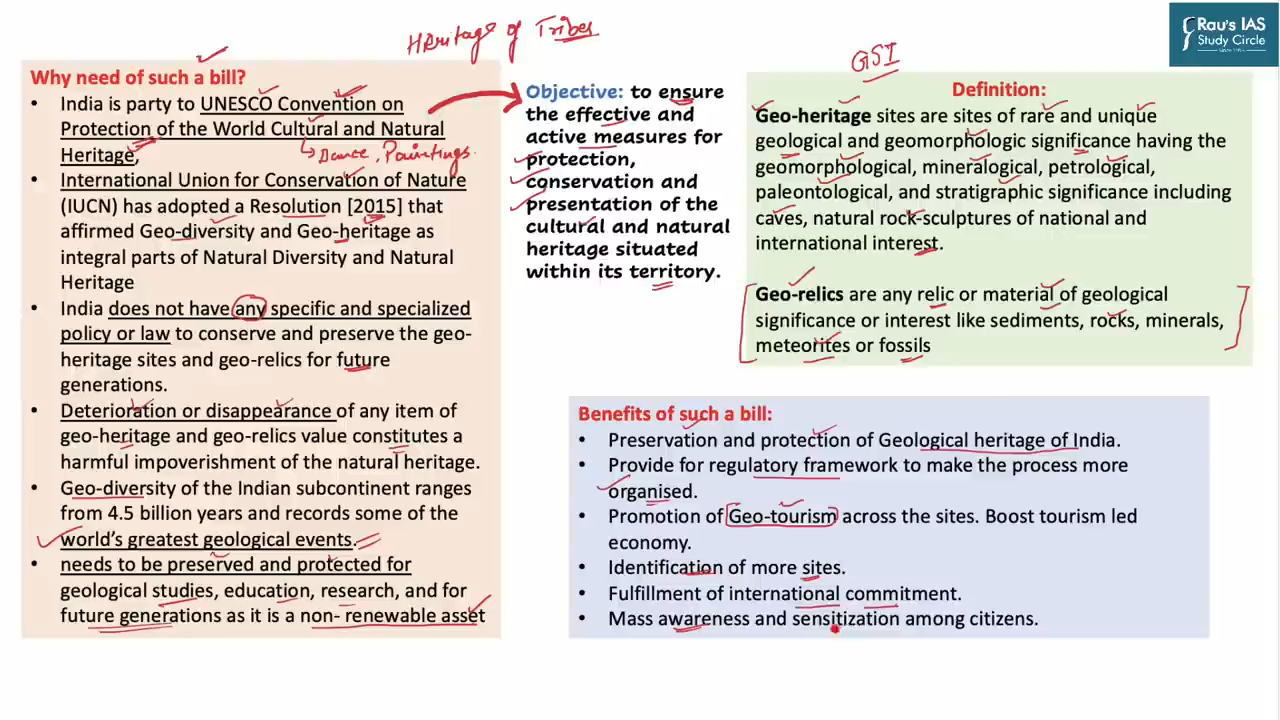 Heritage of Tribes
Rau's IAS
Study Circle
Why need of such a bill?
• India is party to UNESCO Convention on
Protection of the World Cultural and Natural
Heritage,
→ Dance, Paintings
• International Union for Conservation of Nature
(IUCN) has adopted a Resolution [2015] that
affirmed Geo-diversity and Geo-heritage as
integral parts of Natural Diversity and Natural
Heritage
• India does not have any specific and specialized
policy or law to conserve and preserve the geo-
heritage sites and geo-relics for future
generations.
• Deterioration or disappearance of any item of
geo-heritage and geo-relics value constitutes a
harmful impoverishment of the natural heritage.
• Geo-diversity of the Indian subcontinent ranges
from 4.5 billion years and records some of the
world's greatest geological events.
• needs to be preserved and protected for
geological studies, education, research, and for
future generations as it is a non- renewable asset
Objective: to ensure
the effective and
active measures for
protection,
conservation and
presentation of the
cultural and natural
heritage situated
within its territory.
GSI
Definition:
Geo-heritage sites are sites of rare and unique
geological and geomorphologic significance having the
geomorphological, mineralogical, petrological,
paleontological, and stratigraphic significance including
caves, natural rock-sculptures of national and
international interest.
Geo-relics are any relic or material of geological
significance or interest like sediments, rocks, minerals,
meteorites or fossils
Benefits of such a bill:
• Preservation and protection of Geological heritage of India.
• Provide for regulatory framework to make the process more
organised.
• Promotion of Geo-tourism across the sites. Boost tourism led
economy.
• Identification of more sites.
• Fulfillment of international commitment.
• Mass awareness and sensitization among citizens.